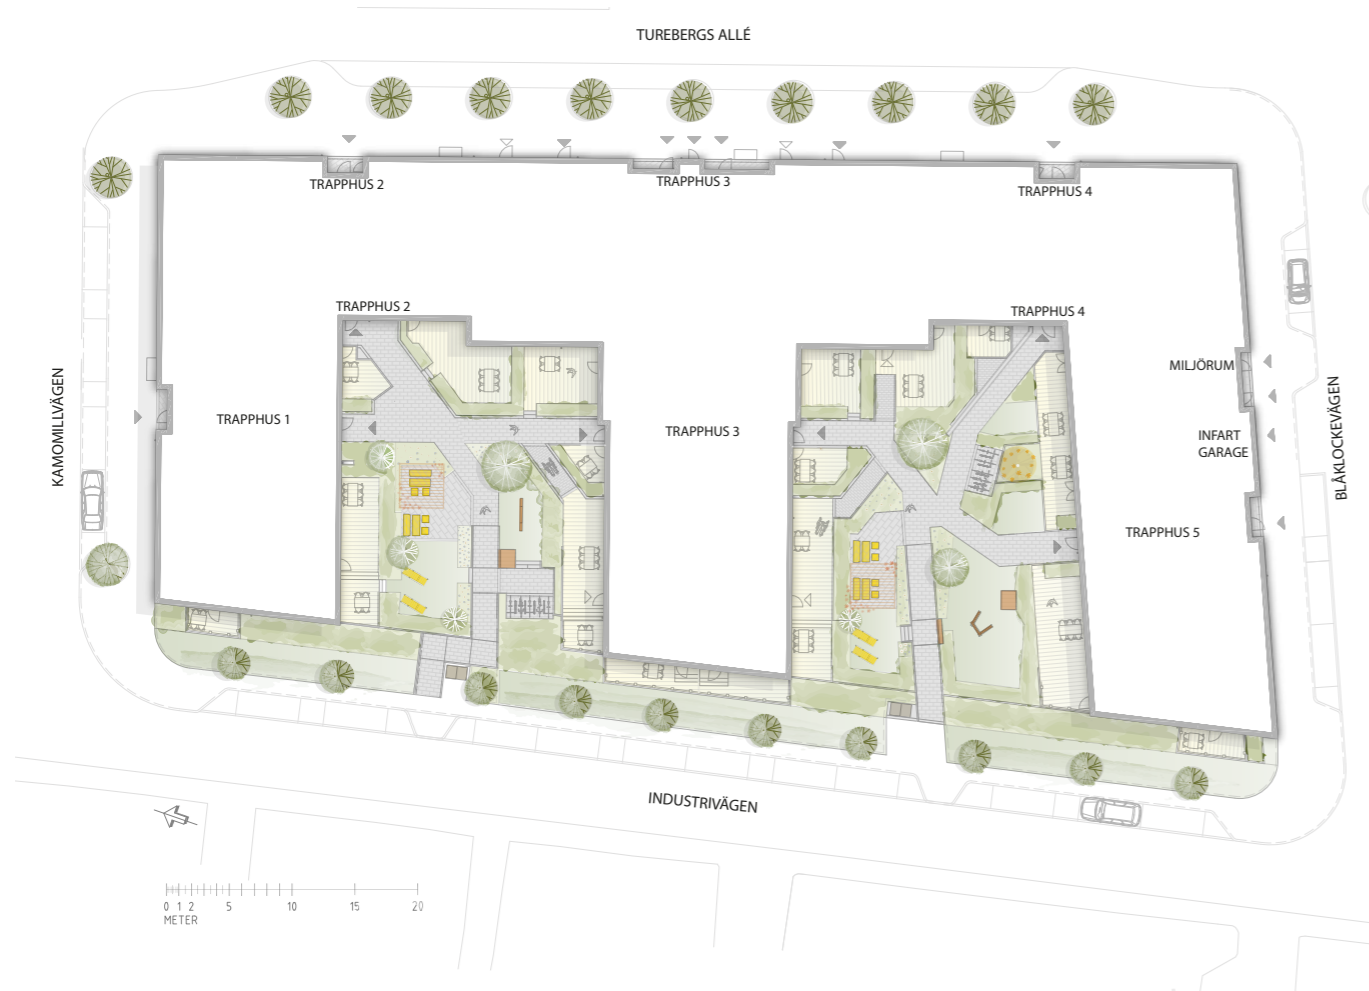 TUREBERGS ALLÉ
TRAPPHUS 2
TRAPPHUS 3
TRAPPHUS 4
TRAPPHUS 2
TRAPPHUS 4
MILJÖRUM
KAMOMILLVÄGEN
TRAPPHUS 1
TRAPPHUS 3
INFART
GARAGE
BLÅKLOCKEVÄGEN
TRAPPHUS 5
INDUSTRIVÄGEN
0 1 2 5 10 15 20
METER